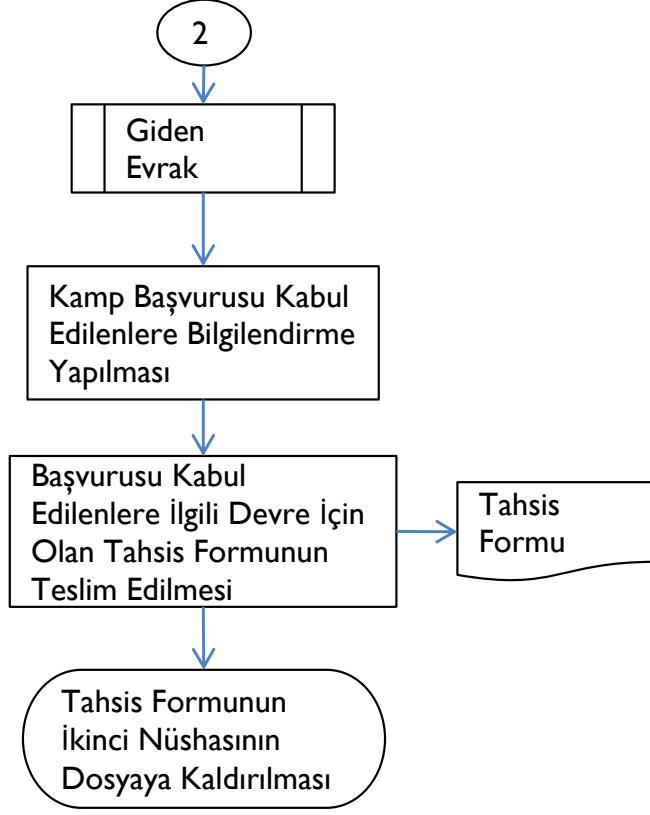 2
Giden
Evrak
Kamp Başvurusu Kabul
Edilenlere Bilgilendirme
Yapılması
Başvurusu Kabul
Edilenlere İlgili Devre İçin
Olan Tahsis Formunun
Teslim Edilmesi
Tahsis
Formu
Tahsis Formunun
İkinci Nüshasının
Dosyaya Kaldırılması